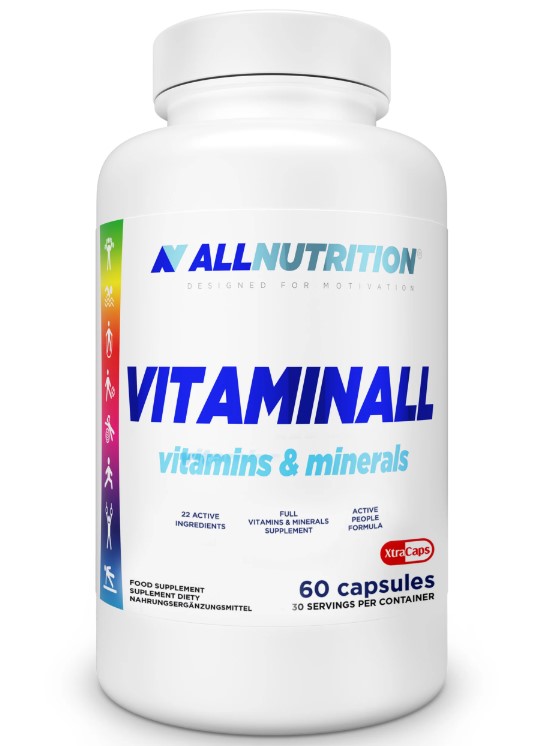 ALLNUTRITION®
DESIGNED FOR MOTIVATION
VITAMINALL
vitamins & minerals
22 ACTIVE
INGREDIENTS
FULL
VITAMINS & MINERALS
SUPPLEMENT
ACTIVE
PEOPLE
FORMULA
XtraCaps
60 capsules
30 SERVINGS PER CONTAINER
FOOD SUPPLEMENT
SUPLEMENT DIETY
NAHRUNGSERGÄNZUNGSMITTEL